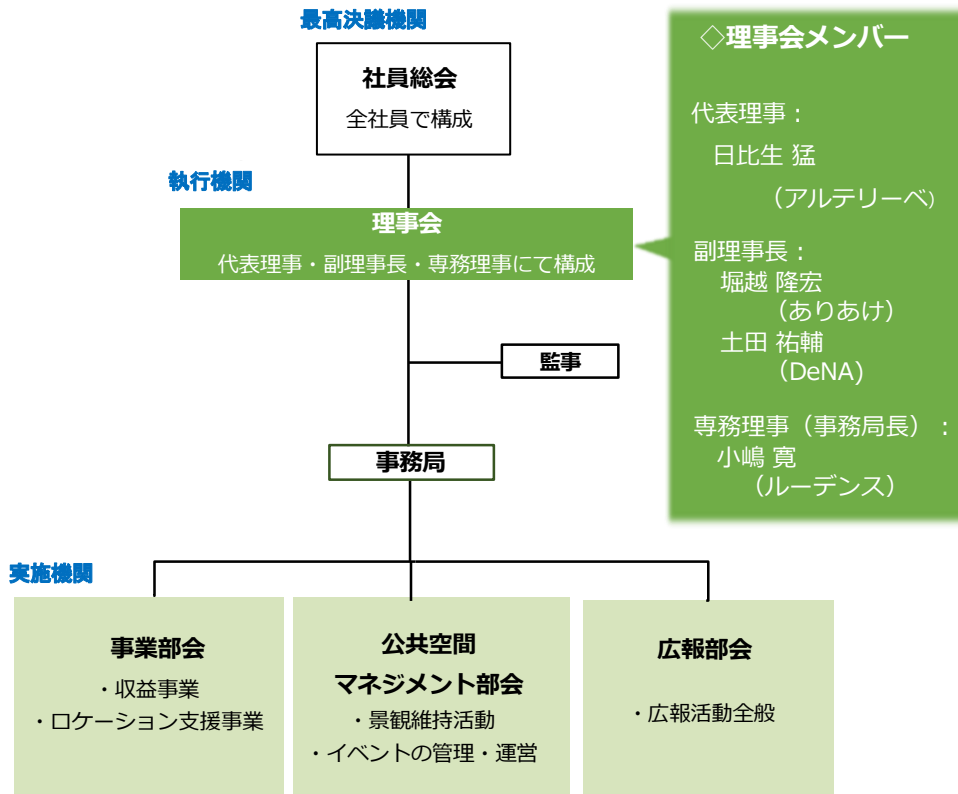 最高決議機関
社員総会
全社員で構成
執行機関
理事会
代表理事・副理事長・専務理事にて構成
監事
事務局
◇理事会メンバー
代表理事：
日比生 猛
（アルテリーベ）
副理事長：
堀越 隆宏
（ありあけ）
土田 祐輔
（DeNA)
専務理事（事務局長）：
小嶋 寛
（ルーデンス）
実施機関
事業部会
・収益事業
・ロケーション支援事業
公共空間
マネジメント部会
・景観維持活動
・イベントの管理・運営
広報部会
・広報活動全般